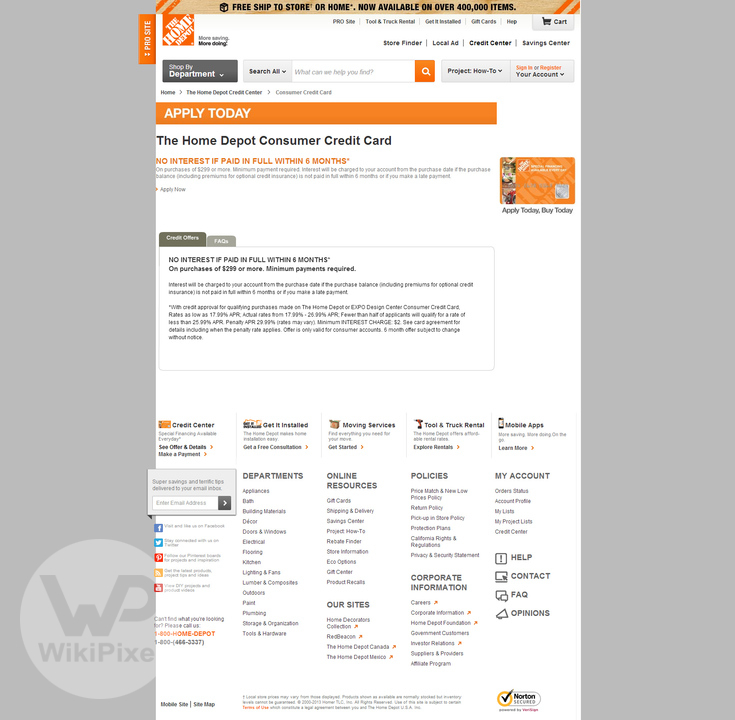 FREE SHIP TO STORE† OR HOME*. NOW AVAILABLE ON OVER 400,000 ITEMS.
PRO SITE
THE HOME DEPOT
More saving.
More doing.
PRO Site
Tool & Truck Rental
Get It Installed
Gift Cards
Help
Cart
Store Finder
Local Ad
Credit Center
Savings Center
Shop By
Department
Search All
What can we help you find?
Project: How-To
Sign In or Register
Your Account
Home > The Home Depot Credit Center > Consumer Credit Card
APPLY TODAY
The Home Depot Consumer Credit Card
NO INTEREST IF PAID IN FULL WITHIN 6 MONTHS*
On purchases of $299 or more. Minimum payment required. Interest will be charged to your account from the purchase date if the purchase
balance (including premiums for optional credit insurance) is not paid in full within 6 months or if you make a late payment.
Apply Now
Apply Today, Buy Today
Credit Offers
FAQs
NO INTEREST IF PAID IN FULL WITHIN 6 MONTHS*
On purchases of $299 or more. Minimum payments required.
Interest will be charged to your account from the purchase date if the purchase balance (including premiums for optional credit
insurance) is not paid in full within 6 months or if you make a late payment.
*With credit approval for qualifying purchases made on The Home Depot or EXPO Design Center Consumer Credit Card,
Rates as low as 17.99% APR; Actual rates from 17.99% - 26.99% APR; Fewer than half of applicants will qualify for a rate of
less than 25.99% APR. Penalty APR 29.99% (rates may vary). Minimum INTEREST CHARGE: $2. See card agreement for
details including when the penalty rate applies. Offer is only valid for consumer accounts. 6 month offer subject to change
without notice.
Credit Center
Special Financing Available
Everyday*
See Offer & Details
Make a Payment
Get It Installed
The Home Depot makes home
installation easy.
Get a Free Consultation
Moving Services
Find everything you need for
your move.
Get Started
Tool & Truck Rental
The Home Depot offers afford-
able rental rates.
Explore Rentals
Mobile Apps
More saving. More doing On the
go.
Learn More
Super savings and terrific tips
delivered to your email inbox.
Enter Email Address
Visit and like us on Facebook
Stay connected with us on
Twitter
Follow our Pinterest boards
for projects and inspiration
Get the latest products,
project tips and ideas
View DIY projects and
product videos
Can't find what you're looking
for? Please call us:
1-800-HOME-DEPOT
1-800-(466-3337)
WikiPixe
DEPARTMENTS
Appliances
Bath
Building Materials
Décor
Doors & Windows
Electrical
Flooring
Kitchen
Lighting & Fans
Lumber & Composites
Outdoors
Paint
Plumbing
Storage & Organization
Tools & Hardware
ONLINE
RESOURCES
Gift Cards
Shipping & Delivery
Savings Center
Project: How-To
Rebate Finder
Store Information
Eco Options
Gift Center
Product Recalls
OUR SITES
Home Decorators
Collection
RedBeacon
The Home Depot Canada
The Home Depot Mexico
POLICIES
Price Match & New Low
Prices Policy
Return Policy
Pick-up in Store Policy
Protection Plans
California Rights &
Regulations
Privacy & Security Statement
CORPORATE
INFORMATION
Careers
Corporate Information
Home Depot Foundation
Government Customers
Investor Relations
Suppliers & Providers
Affiliate Program
MY ACCOUNT
Orders Status
Account Profile
My Lists
My Project Lists
Credit Center
HELP
CONTACT
FAQ
OPINIONS
Mobile Site | Site Map
† Local store prices may vary from those displayed. Products shown as available are normally stocked but inventory
levels cannot be guaranteed. © 2000-2013 Homer TLC, Inc. All Rights Reserved. Use of this site is subject to certain
Terms of Use which constitute a legal agreement between you and The Home Depot U.S.A. Inc.
Norton
SECURED
powered by VeriSign